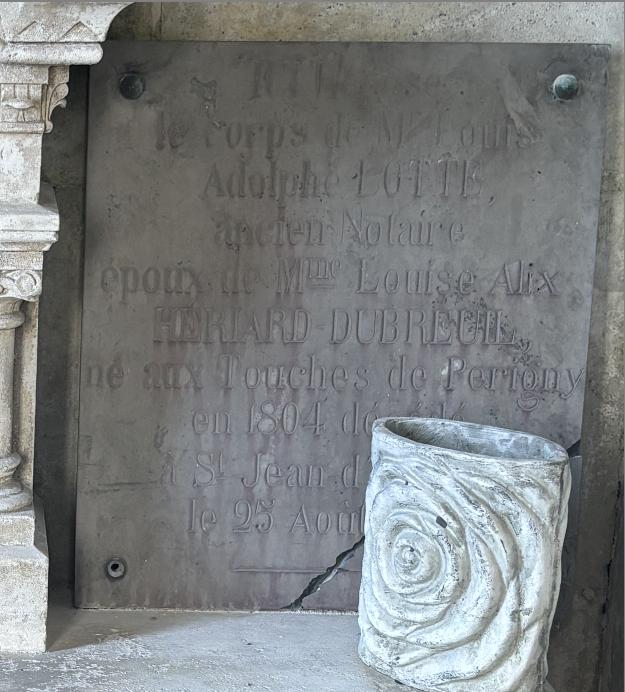 le corps de Mr Louis
Adolphe LOTTE,
ancien Notaire
époux de Mme Louise Alix
HÉRIARD-DUBREUIL,
né aux Touches de Perigny
en 1804 décédé
à St Jean d'
le 25 Août